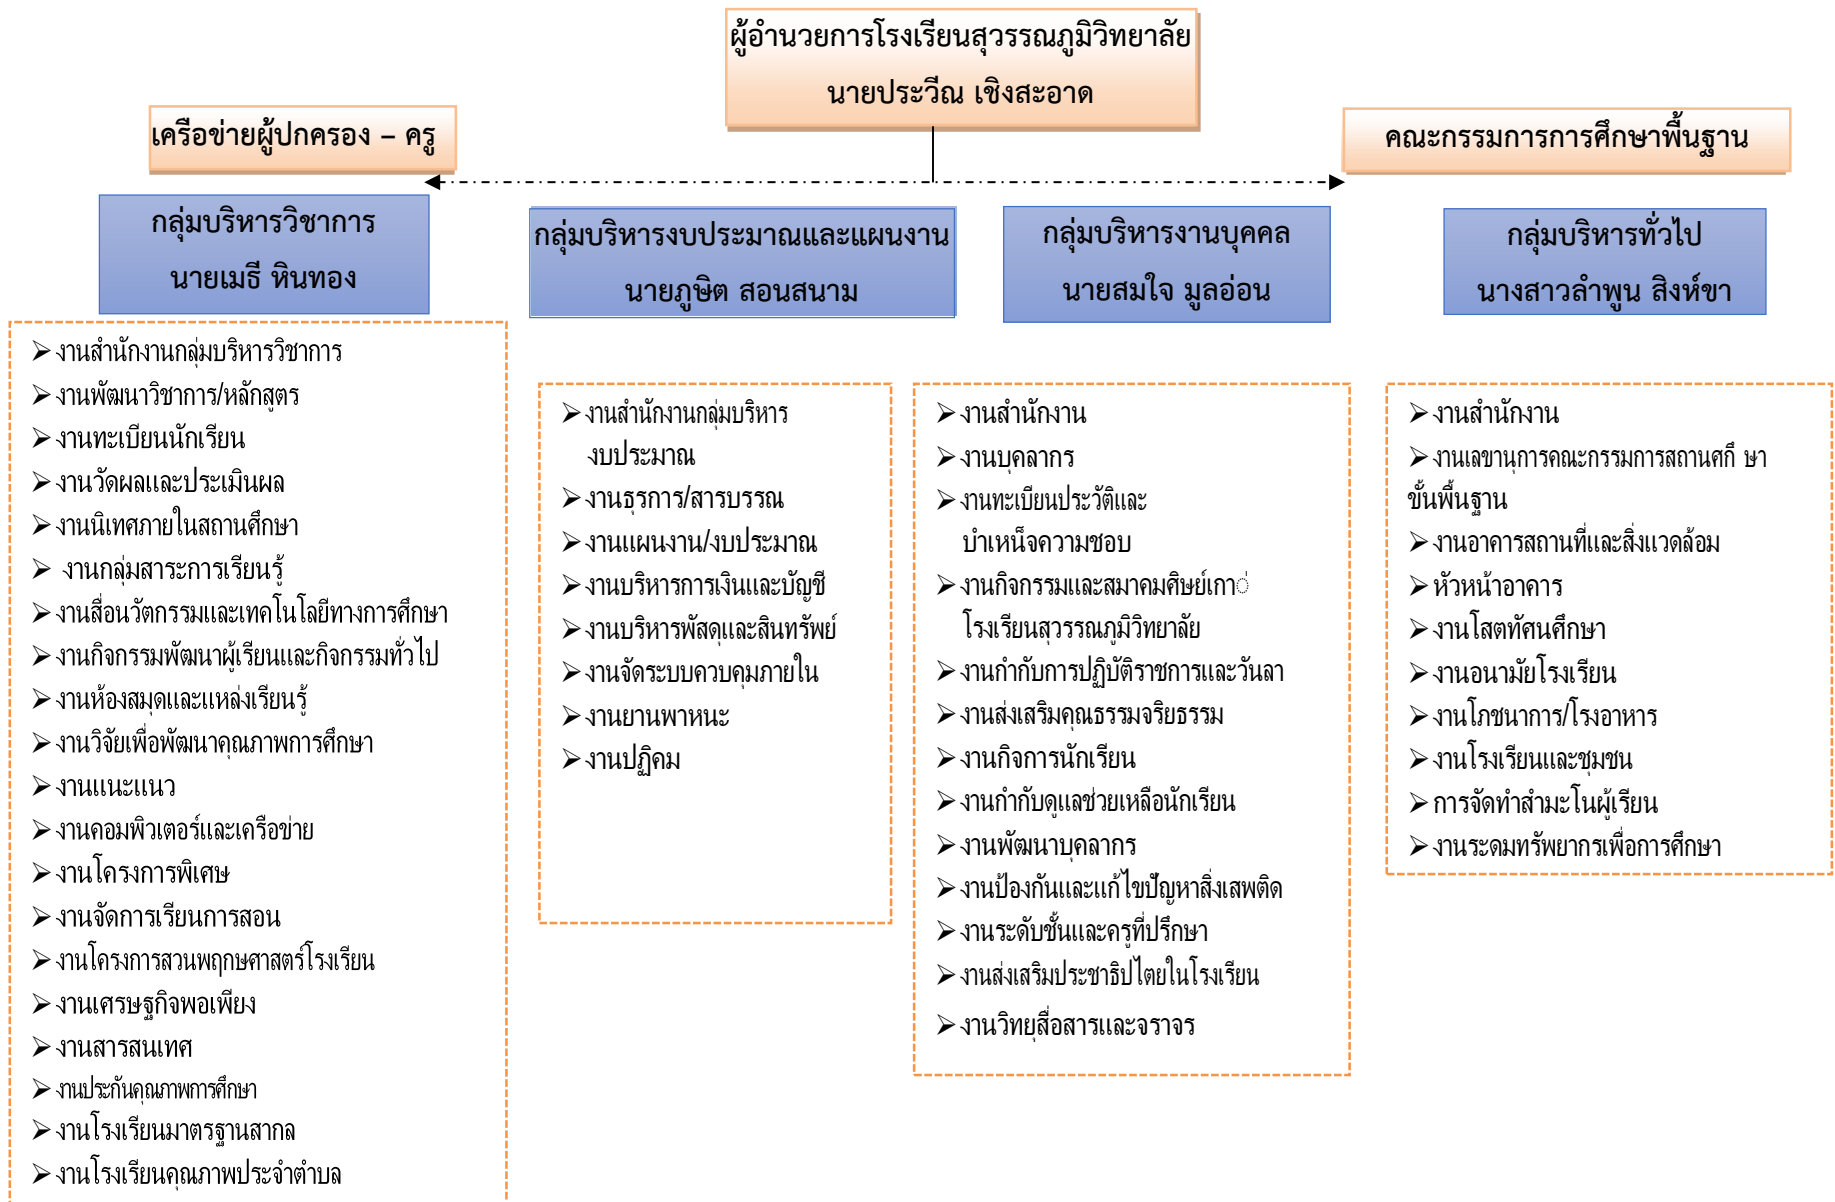 ผู้อำนวยการโรงเรียนสุวรรณภูมิวิทยาลัย
นายประวีณ เชิงสะอาด
เครือข่ายผู้ปกครอง – ครู
คณะกรรมการการศึกษาพื้นฐาน
กลุ่มบริหารวิชาการ
นายเมธี หินทอง
กลุ่มบริหารงบประมาณและแผนงาน
นายภูษิต สอนสนาม
กลุ่มบริหารงานบุคคล
นายสมใจ มูลอ่อน
กลุ่มบริหารทั่วไป
นางสาวลำพูน สิงห์ขา
➢ งานสำนักงานกลุ่มบริหารวิชาการ
➢ งานพัฒนาวิชาการ/หลักสูตร
➢ งานทะเบียนนักเรียน
➢ งานวัดผลและประเมินผล
➢ งานนิเทศภายในสถานศึกษา
➢ งานกลุ่มสาระการเรียนรู้
➢ งานสื่อนวัตกรรมและเทคโนโลยีทางการศึกษา
➢ งานกิจกรรมพัฒนาผู้เรียนและกิจกรรมทั่วไป
➢ งานห้องสมุดและแหล่งเรียนรู้
➢ งานวิจัยเพื่อพัฒนาคุณภาพการศึกษา
➢ งานแนะแนว
➢ งานคอมพิวเตอร์และเครือข่าย
➢ งานโครงการพิเศษ
➢ งานจัดการเรียนการสอน
➢ งานโครงการสวนพฤกษศาสตร์โรงเรียน
➢ งานเศรษฐกิจพอเพียง
➢ งานสารสนเทศ
➢ งานประกันคุณภาพการศึกษา
➢ งานโรงเรียนมาตรฐานสากล
➢ งานโรงเรียนคุณภาพประจำตำบล
➢ งานสำนักงานกลุ่มบริหาร
งบประมาณ
➢ งานธุรการ/สารบรรณ
➢ งานแผนงาน/งบประมาณ
➢ งานบริหารการเงินและบัญชี
➢ งานบริหารพัสดุและสินทรัพย์
➢ งานจัดระบบควบคุมภายใน
➢ งานยานพาหนะ
➢ งานปฏิคม
➢ งานสำนักงาน
➢ งานบุคลากร
➢ งานทะเบียนประวัติและ
บำเหน็จความชอบ
➢ งานกิจกรรมและสมาคมศิษย์เกา่
โรงเรียนสุวรรณภูมิวิทยาลัย
➢ งานกำกับการปฏิบัติราชการและวันลา
➢ งานส่งเสริมคุณธรรมจริยธรรม
➢ งานกิจการนักเรียน
➢ งานกำกับดูแลช่วยเหลือนักเรียน
➢ งานพัฒนาบุคลากร
➢ งานป้องกันและแก้ไขปัญหาสิ่งเสพติด
➢ งานระดับชั้นและครูที่ปรึกษา
➢ งานส่งเสริมประชาธิปไตยในโรงเรียน
➢ งานวิทยุสื่อสารและจราจร
➢ งานสำนักงาน
➢ งานเลขานุการคณะกรรมการสถานศกึ ษา
ขั้นพื้นฐาน
➢ งานอาคารสถานที่และสิ่งแวดล้อม
➢ หัวหน้าอาคาร
➢ งานโสตทัศนศึกษา
➢ งานอนามัยโรงเรียน
➢ งานโภชนาการ/โรงอาหาร
➢ งานโรงเรียนและชุมชน
➢ การจัดทำสำมะโนผู้เรียน
➢ งานระดมทรัพยากรเพื่อการศึกษา